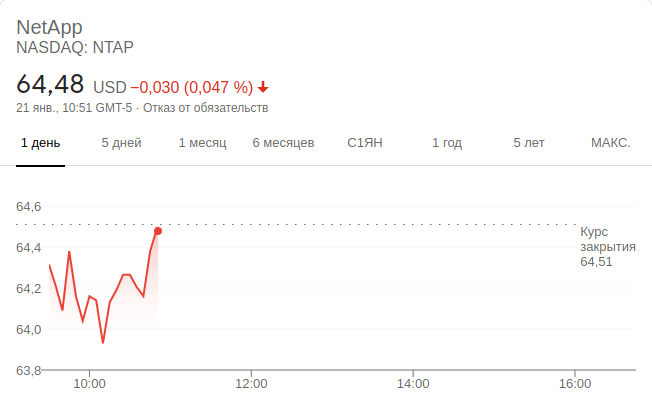 NetApp
NASDAQ: NTAP
64,48 USD −0,030 (0,047 %)
21 янв., 10:51 GMT-5 · Отказ от обязательств
1 день 5 дней 1 месяц 6 месяцев С1ЯН 1 год 5 лет МАКС.
64,6
Курс
закрытия
64,51
64,4
64,2
64,0
63,8
10:00 12:00 14:00 16:00